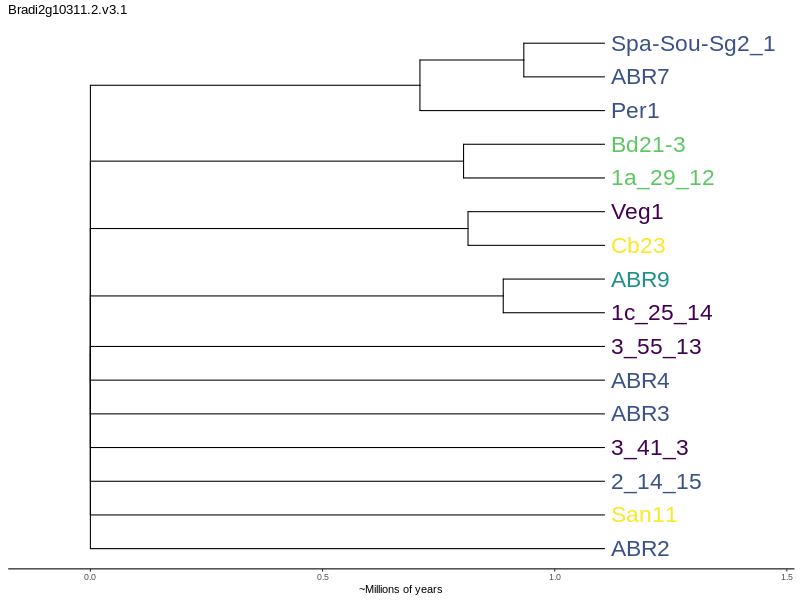 Bradi2g10311.2.v3.1
Spa-Sou-Sg2_1
ABR7
Per1
Bd21-3
1a_29_12
Veg1
Cb23
ABR9
1c_25_14
3_55_13
ABR4
ABR3
3_41_3
2_14_15
San11
ABR2
0.0 0.5 1.0 1.5
~Millions of years